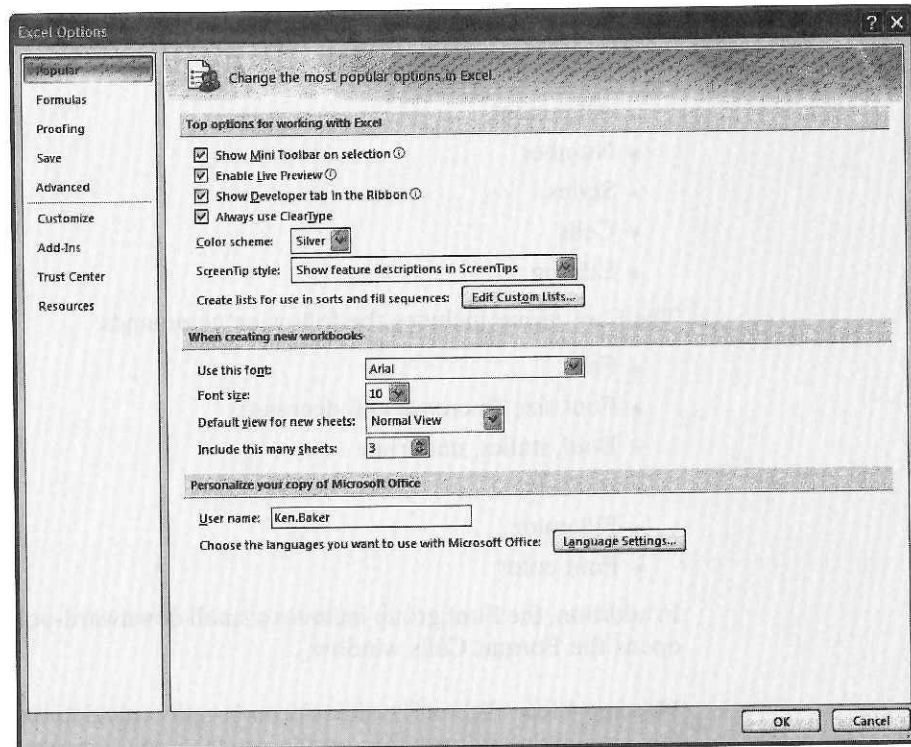 Excel Options
Popular
Formulas
Proofing
Save
Advanced
Customize
Add-Ins
Trust Center
Resources
Change the most popular options in Excel.
Top options for working with Excel
Show Mini Toolbar on selection
Enable Live Preview
Show Developer tab in the Ribbon
Always use ClearType
Color scheme: Silver
ScreenTip style: Show feature descriptions in ScreenTips
Create lists for use in sorts and fill sequences: Edit Custom Lists...
When creating new workbooks
Use this font: Arial
Font size: 10
Default view for new sheets: Normal View
Include this many sheets: 3
Personalize your copy of Microsoft Office
User name: Ken.Baker
Choose the languages you want to use with Microsoft Office: Language Settings...
OK Cancel